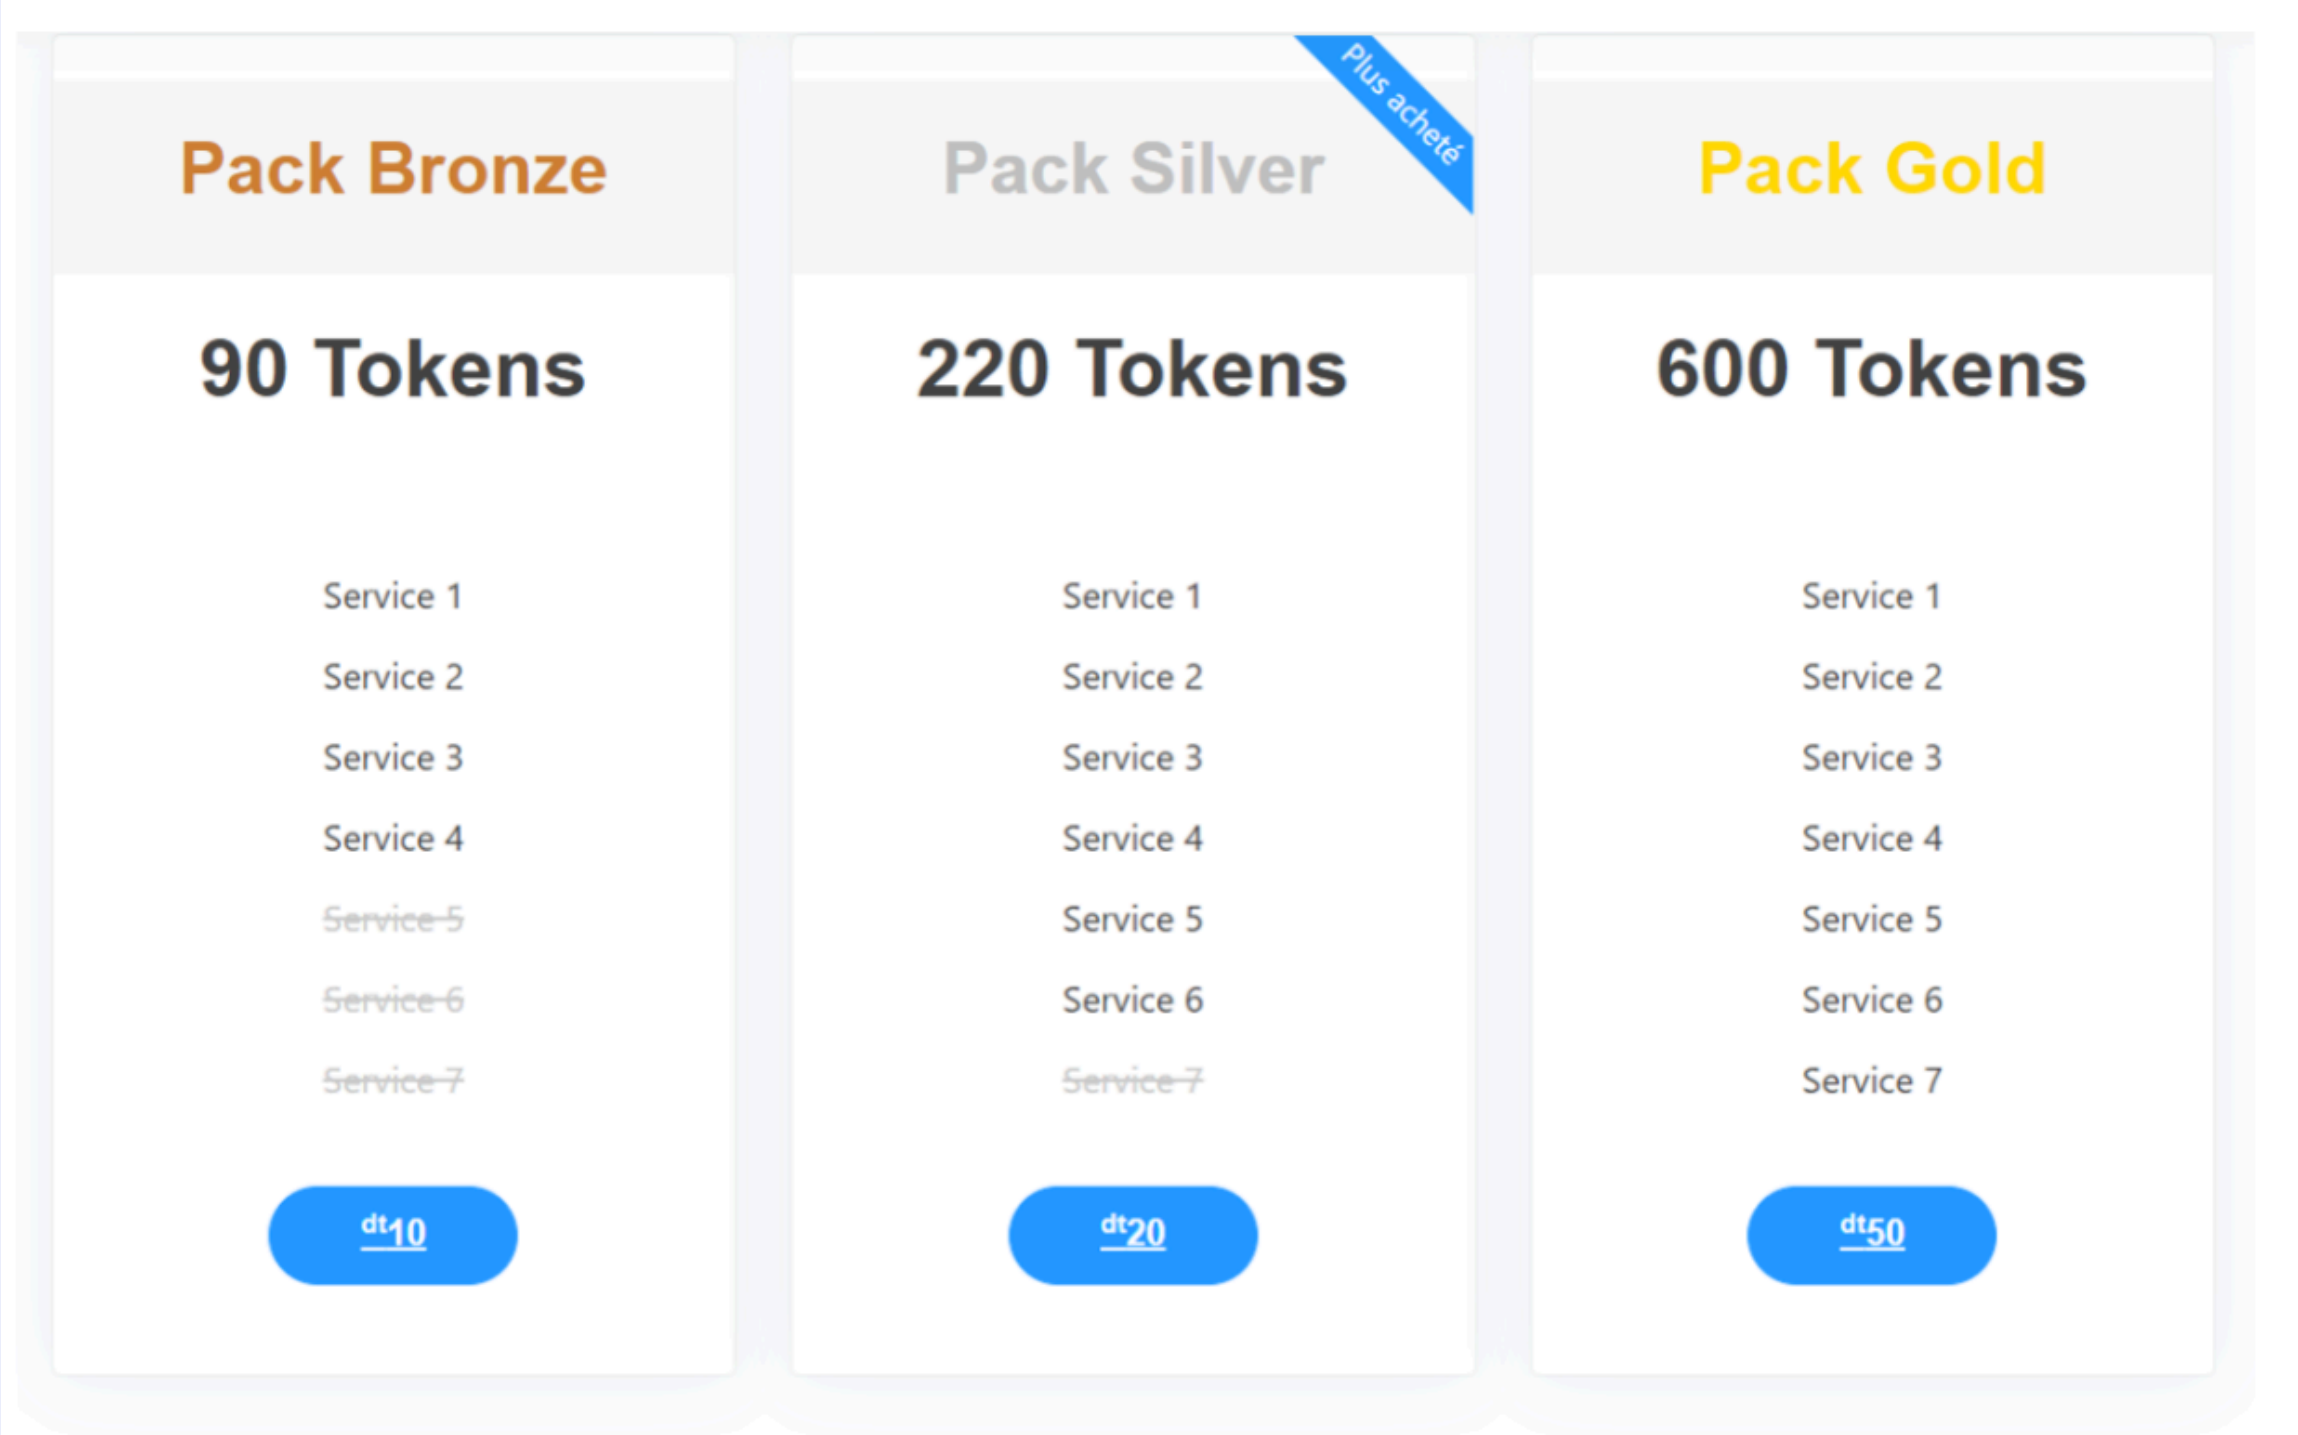 Pack Bronze
90 Tokens
Service 1
Service 2
Service 3
Service 4
Service 5
Service 6
Service 7
dt10
Plus acheté
Pack Silver
220 Tokens
Service 1
Service 2
Service 3
Service 4
Service 5
Service 6
Service 7
dt20
Pack Gold
600 Tokens
Service 1
Service 2
Service 3
Service 4
Service 5
Service 6
Service 7
dt50